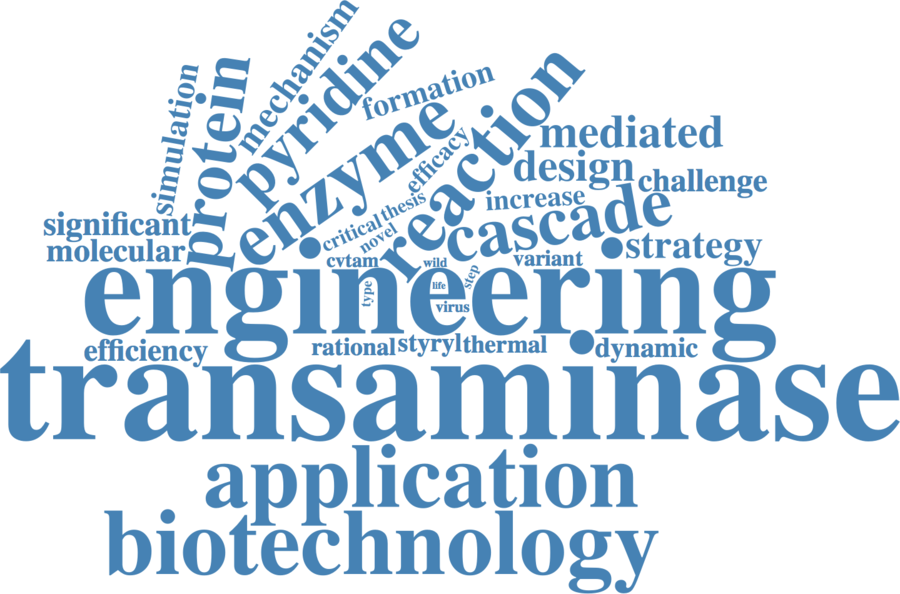 mechanism
pyridine
simulation
protein
formation
enzyme
reaction
efficacy
mediated
design
challenge
increase
cascade
critical
thesis
novel
significant
molecular
strategy
cvtam
wild
step
variant
type
life
virus
engineering
efficiency
rational
styryl
thermal
dynamic
transaminase
application
biotechnology